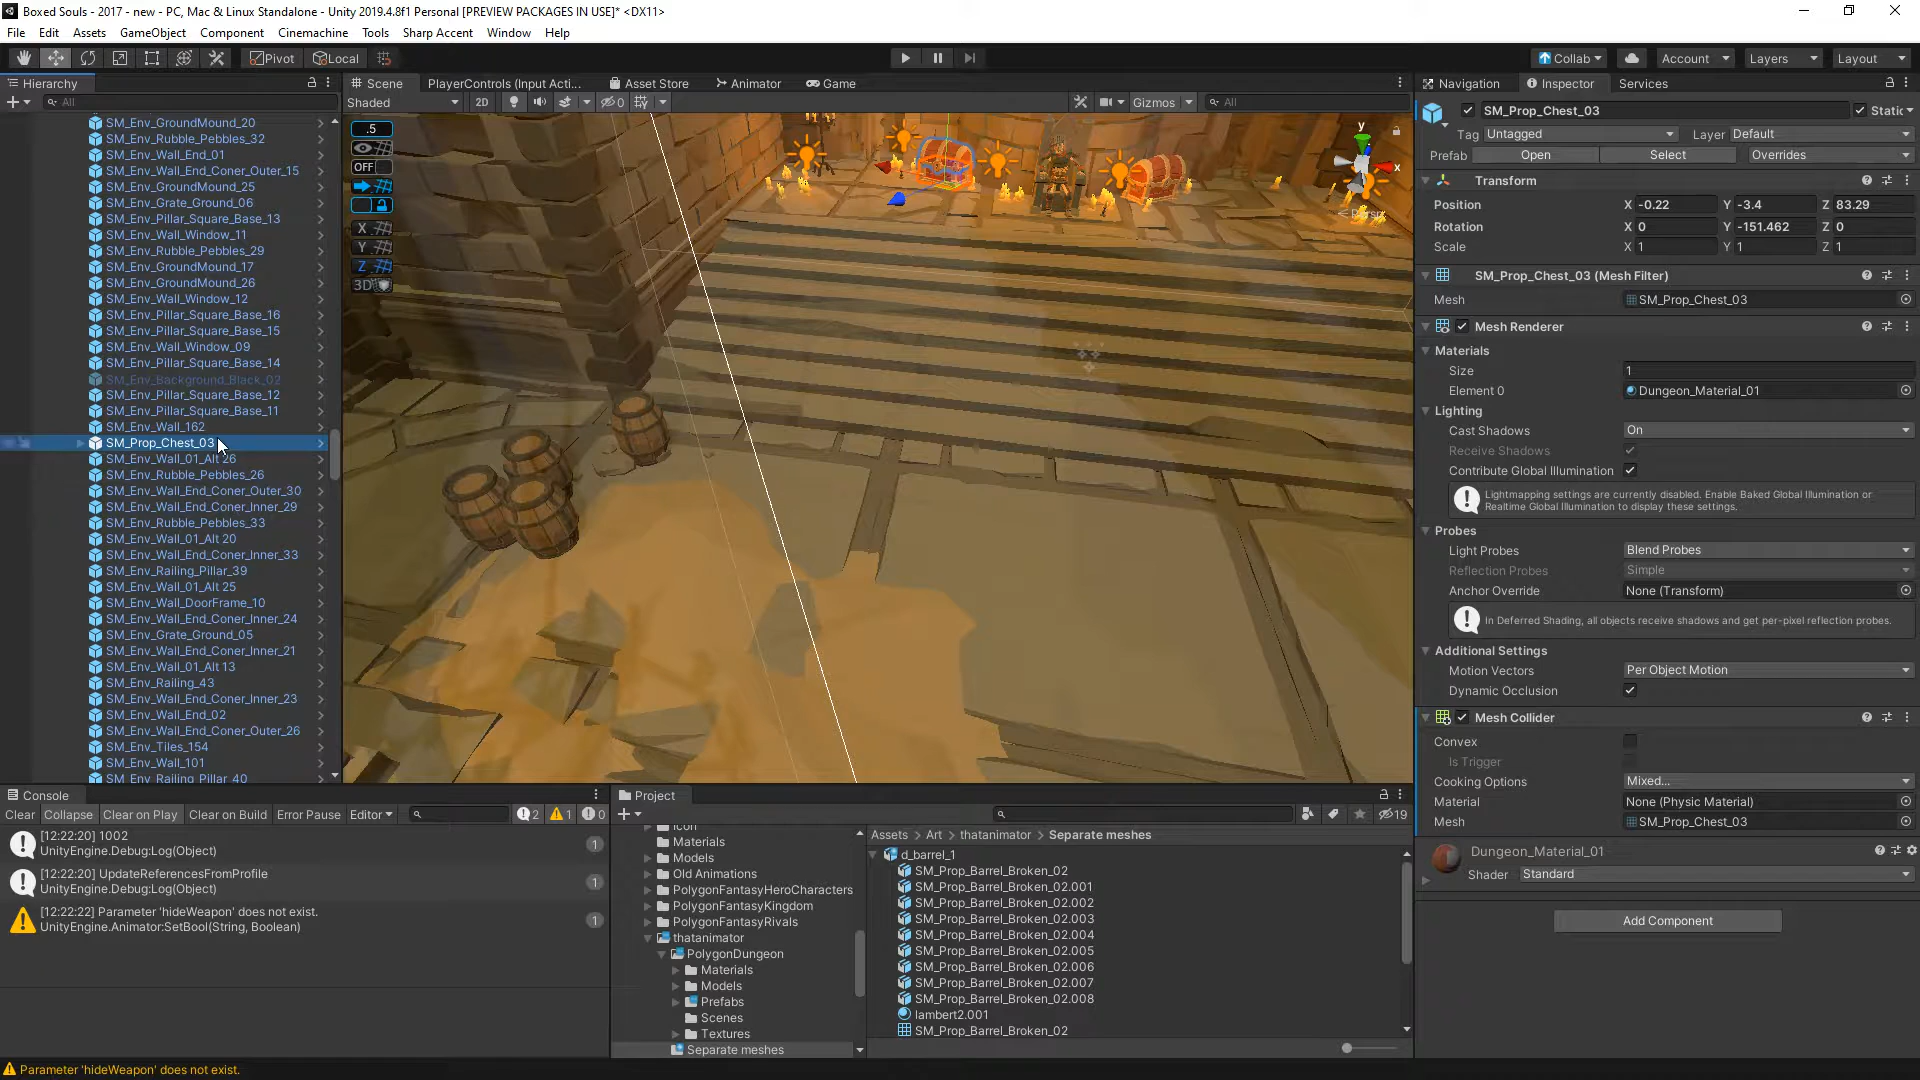 Boxed Souls - 2017 - new - PC, Mac & Linux Standalone - Unity 2019.4.8f1 Personal [PREVIEW PACKAGES IN USE]* <DX11>
File Edit Assets GameObject Component Cinemachine Tools Sharp Accent Window Help
Pivot Local Collab Account Layers Layout
Hierarchy
All
SM_Env_GroundMound_20
SM_Env_Rubble_Pebbles_32
SM_Env_Wall_End_01
SM_Env_Wall_End_Coner_Outer_15
SM_Env_GroundMound_25
SM_Env_Grate_Ground_06
SM_Env_Pillar_Square_Base_13
SM_Env_Wall_Window_11
SM_Env_Rubble_Pebbles_29
SM_Env_GroundMound_17
SM_Env_GroundMound_26
SM_Env_Wall_Window_12
SM_Env_Pillar_Square_Base_16
SM_Env_Pillar_Square_Base_15
SM_Env_Wall_Window_09
SM_Env_Pillar_Square_Base_14
SM_Env_Background_Black_02
SM_Env_Pillar_Square_Base_12
SM_Env_Pillar_Square_Base_11
SM_Env_Wall_162
SM_Prop_Chest_03
SM_Env_Wall_01_Alt 26
SM_Env_Rubble_Pebbles_26
SM_Env_Wall_End_Coner_Outer_30
SM_Env_Wall_End_Coner_Inner_29
SM_Env_Rubble_Pebbles_33
SM_Env_Wall_01_Alt 20
SM_Env_Wall_End_Coner_Inner_33
SM_Env_Railing_Pillar_39
SM_Env_Wall_01_Alt 25
SM_Env_Wall_DoorFrame_10
SM_Env_Wall_End_Coner_Inner_24
SM_Env_Grate_Ground_05
SM_Env_Wall_End_Coner_Inner_21
SM_Env_Wall_01_Alt 13
SM_Env_Railing_43
SM_Env_Wall_End_Coner_Inner_23
SM_Env_Wall_End_02
SM_Env_Wall_End_Coner_Outer_26
SM_Env_Tiles_154
SM_Env_Wall_101
SM_Env_Railing_Pillar_40
Scene PlayerControls (Input Acti... Asset Store Animator Game
Shaded 2D 0 Gizmos All
.5
OFF
X
Y
Z
3D
y
x
Navigation Inspector Services
SM_Prop_Chest_03 Static
Tag Untagged Layer Default
Prefab Open Select Overrides
Transform
Position X -0.22 Y -3.4 Z 83.29
Rotation X 0 Y -151.462 Z 0
Scale X 1 Y 1 Z 1
SM_Prop_Chest_03 (Mesh Filter)
Mesh SM_Prop_Chest_03
Mesh Renderer
Materials
Size 1
Element 0 Dungeon_Material_01
Lighting
Cast Shadows On
Receive Shadows
Contribute Global Illumination
Lightmapping settings are currently disabled. Enable Baked Global Illumination or
Realtime Global Illumination to display these settings.
Probes
Light Probes Blend Probes
Reflection Probes Simple
Anchor Override None (Transform)
In Deferred Shading, all objects receive shadows and get per-pixel reflection probes.
Additional Settings
Motion Vectors Per Object Motion
Dynamic Occlusion
Mesh Collider
Convex
Is Trigger
Cooking Options Mixed...
Material None (Physic Material)
Mesh SM_Prop_Chest_03
Dungeon_Material_01
Shader Standard
Add Component
Console
Clear Collapse Clear on Play Clear on Build Error Pause Editor 2 1 0
[12:22:20] 1002
UnityEngine.Debug:Log(Object)
1
[12:22:20] UpdateReferencesFromProfile
UnityEngine.Debug:Log(Object)
1
[12:22:22] Parameter 'hideWeapon' does not exist.
UnityEngine.Animator:SetBool(String, Boolean)
1
Project
19
Icon
Materials
Models
Old Animations
PolygonFantasyHeroCharacters
PolygonFantasyKingdom
PolygonFantasyRivals
thatanimator
PolygonDungeon
Materials
Models
Prefabs
Scenes
Textures
Separate meshes
Assets Art thatanimator Separate meshes
d_barrel_1
SM_Prop_Barrel_Broken_02
SM_Prop_Barrel_Broken_02.001
SM_Prop_Barrel_Broken_02.002
SM_Prop_Barrel_Broken_02.003
SM_Prop_Barrel_Broken_02.004
SM_Prop_Barrel_Broken_02.005
SM_Prop_Barrel_Broken_02.006
SM_Prop_Barrel_Broken_02.007
SM_Prop_Barrel_Broken_02.008
lambert2.001
SM_Prop_Barrel_Broken_02
Parameter 'hideWeapon' does not exist.